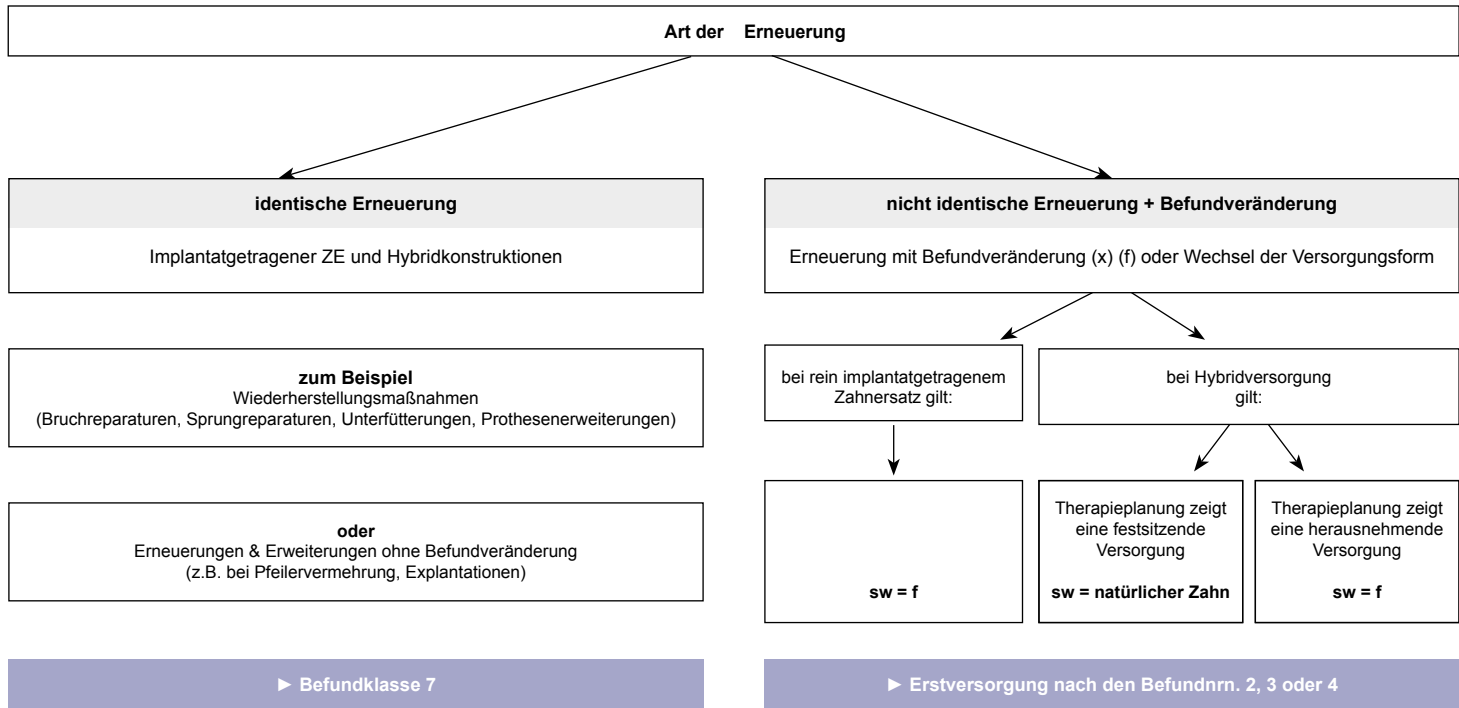 Art der Erneuerung
identische Erneuerung
Implantatgetragener ZE und Hybridkonstruktionen
zum Beispiel
Wiederherstellungsmaßnahmen
(Bruchreparaturen, Sprungreparaturen, Unterfütterungen, Prothesenerweiterungen)
oder
Erneuerungen & Erweiterungen ohne Befundveränderung
(z.B. bei Pfeilervermehrung, Explantationen)
► Befundklasse 7
nicht identische Erneuerung + Befundveränderung
Erneuerung mit Befundveränderung (x) (f) oder Wechsel der Versorgungsform
bei rein implantatgetragenem
Zahnersatz gilt:
sw = f
bei Hybridversorgung
gilt:
Therapieplanung zeigt
eine festsitzende
Versorgung
sw = natürlicher Zahn
Therapieplanung zeigt
eine herausnehmende
Versorgung
sw = f
► Erstversorgung nach den Befundnrn. 2, 3 oder 4